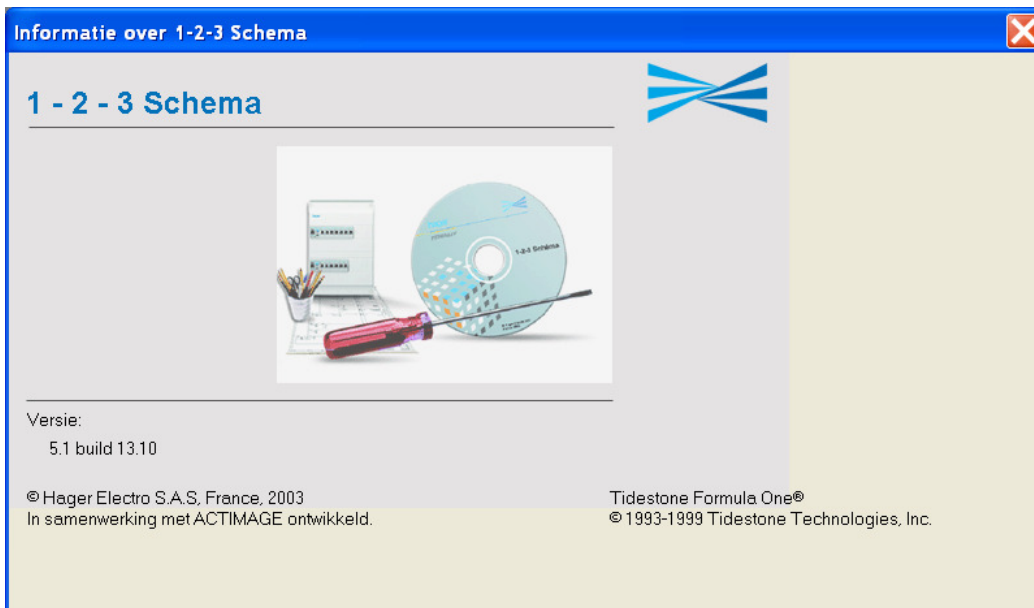 Informatie over 1-2-3 Schema
1 - 2 - 3 Schema
1-2-3 Schéma
Versie:
5.1 build 13.10
© Hager Electro S.A.S, France, 2003
In samenwerking met ACTIMAGE ontwikkeld.
Tidestone Formula One®
© 1993-1999 Tidestone Technologies, Inc.